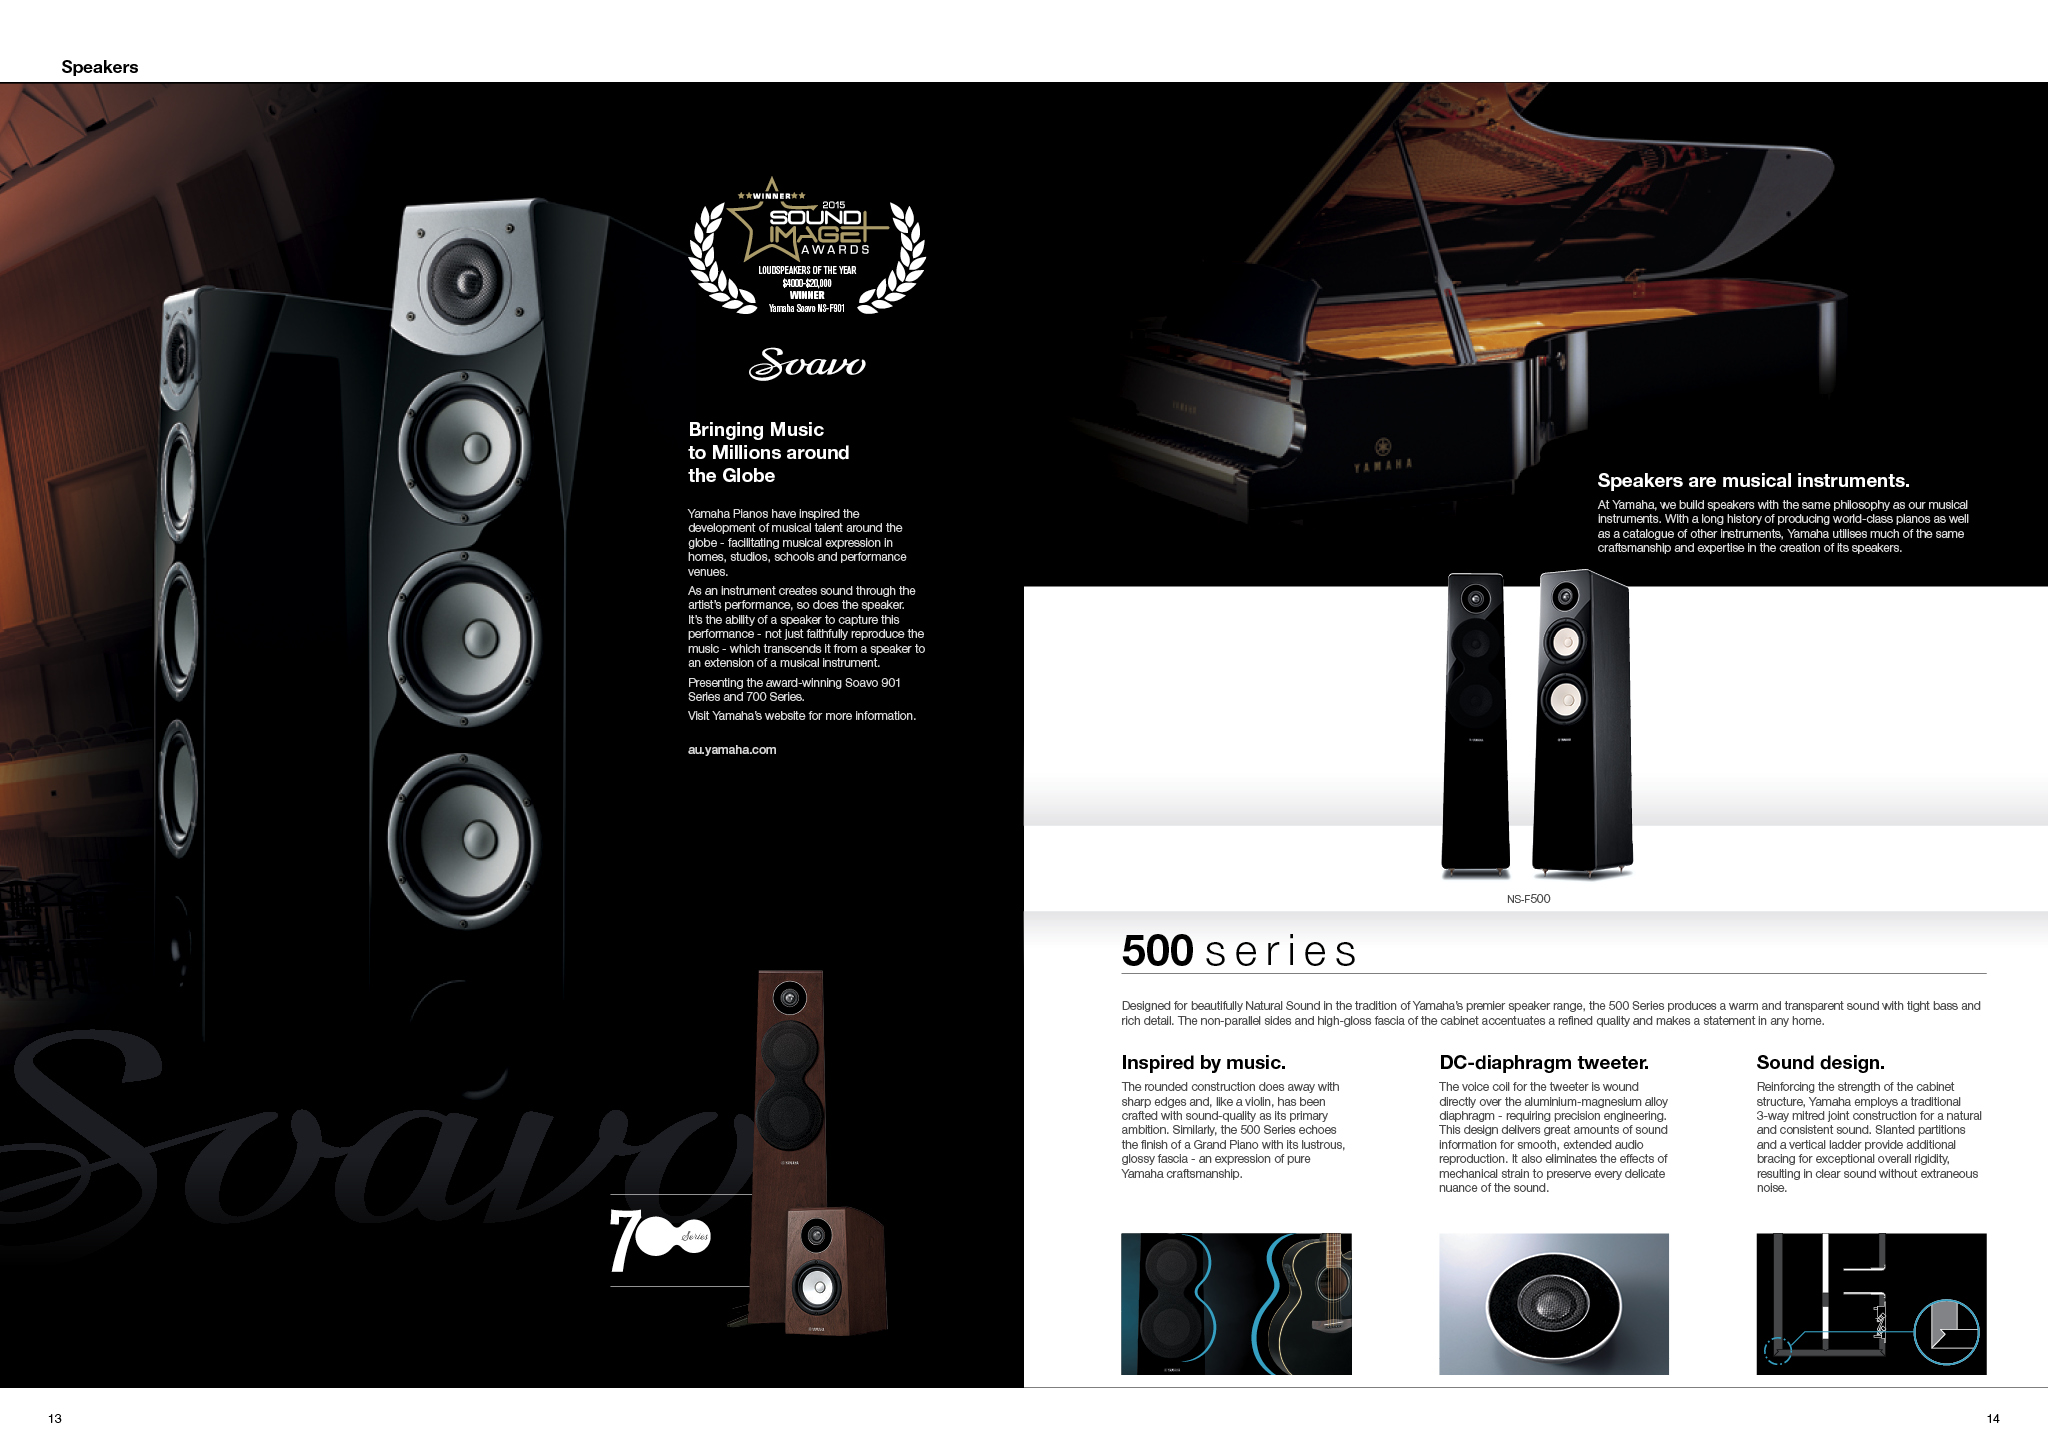 Speakers
WINNER
2015
SOUND+
IMAGE
AWARDS
LOUDSPEAKERS OF THE YEAR
$4000-$20,000
WINNER
Yamaha Soavo NS-F901
Soavo
Bringing Music
to Millions around
the Globe
Yamaha Pianos have inspired the
development of musical talent around the
globe - facilitating musical expression in
homes, studios, schools and performance
venues.
As an instrument creates sound through the
artist's performance, so does the speaker.
It's the ability of a speaker to capture this
performance - not just faithfully reproduce the
music - which transcends it from a speaker to
an extension of a musical instrument.
Presenting the award-winning Soavo 901
Series and 700 Series.
Visit Yamaha's website for more information.
au.yamaha.com
Soavo
YAMAHA
700 Series
YAMAHA
13
YAMAHA
YAMAHA
Speakers are musical instruments.
At Yamaha, we build speakers with the same philosophy as our musical
instruments. With a long history of producing world-class pianos as well
as a catalogue of other instruments, Yamaha utilises much of the same
craftsmanship and expertise in the creation of its speakers.
YAMAHA
YAMAHA
NS-F500
500 series
Designed for beautifully Natural Sound in the tradition of Yamaha's premier speaker range, the 500 Series produces a warm and transparent sound with tight bass and
rich detail. The non-parallel sides and high-gloss fascia of the cabinet accentuates a refined quality and makes a statement in any home.
Inspired by music.
The rounded construction does away with
sharp edges and, like a violin, has been
crafted with sound-quality as its primary
ambition. Similarly, the 500 Series echoes
the finish of a Grand Piano with its lustrous,
glossy fascia - an expression of pure
Yamaha craftsmanship.
DC-diaphragm tweeter.
The voice coil for the tweeter is wound
directly over the aluminium-magnesium alloy
diaphragm - requiring precision engineering.
This design delivers great amounts of sound
information for smooth, extended audio
reproduction. It also eliminates the effects of
mechanical strain to preserve every delicate
nuance of the sound.
Sound design.
Reinforcing the strength of the cabinet
structure, Yamaha employs a traditional
3-way mitred joint construction for a natural
and consistent sound. Slanted partitions
and a vertical ladder provide additional
bracing for exceptional overall rigidity,
resulting in clear sound without extraneous
noise.
YAMAHA
14